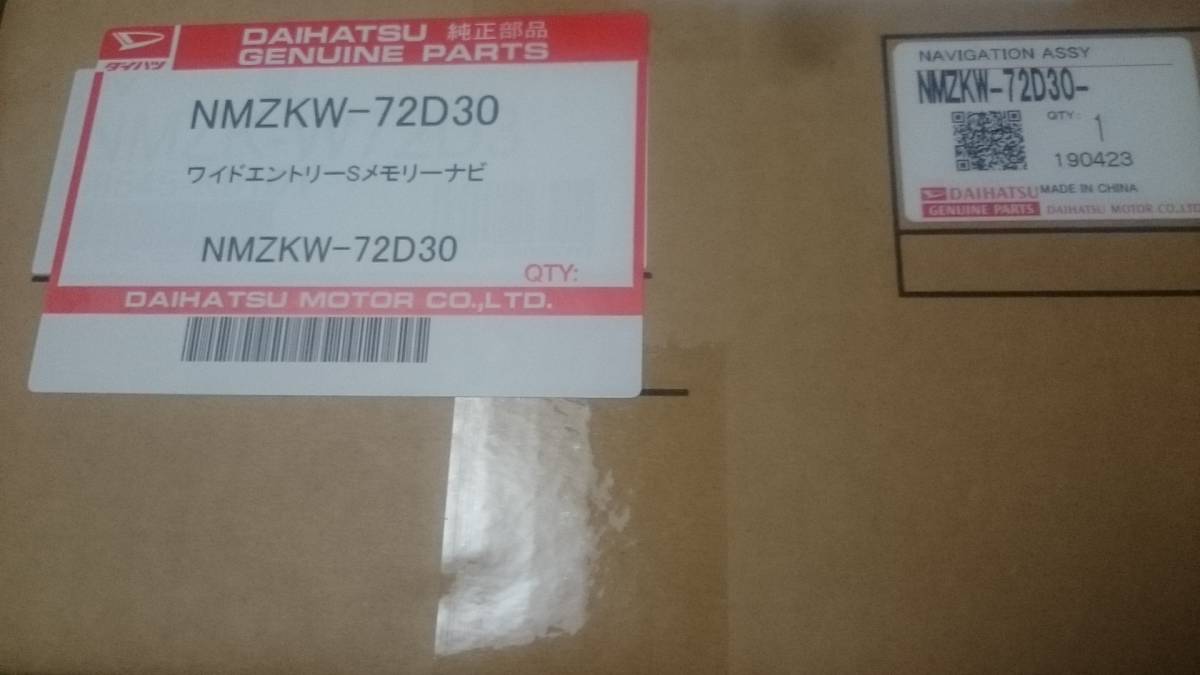 DAIHATSU 純正部品
GENUINE PARTS
ダイハツ
NMZKW-72D30
ワイドエントリーSメモリーナビ
NMZKW-72D30
QTY:
DAIHATSU MOTOR CO.,LTD.
NAVIGATION ASSY
NMZKW-72D30-
QTY: 1
190423
DAIHATSU MADE IN CHINA
GENUINE PARTS DAIHATSU MOTOR CO.,LTD